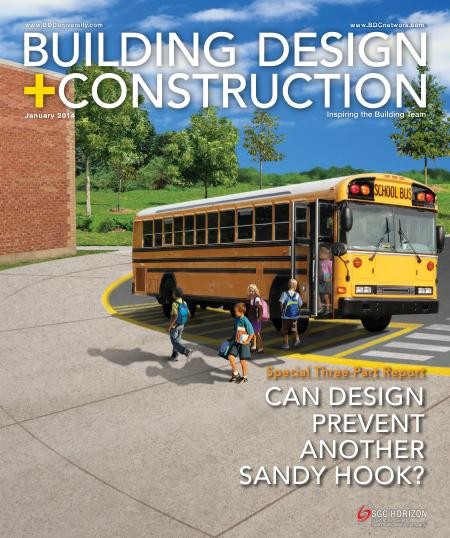 www.BDCuniversity.com
www.BDCnetwork.com
BUILDING DESIGN
+CONSTRUCTION
January 2014
Inspiring the Building Team
SCHOOL BUS
Special Three-Part Report
CAN DESIGN
PREVENT
ANOTHER
SANDY HOOK?
SGC HORIZON